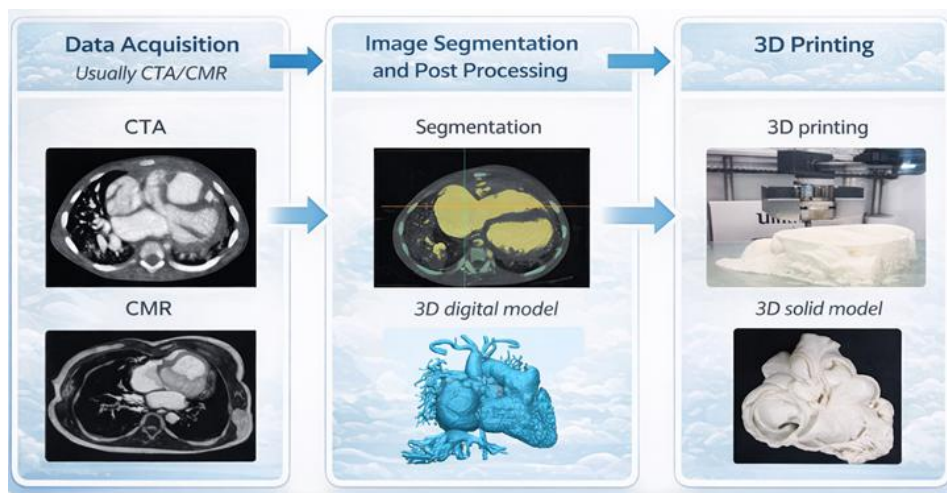 Data Acquisition
Usually CTA/CMR
CTA
CMR
Image Segmentation
and Post Processing
Segmentation
3D digital model
3D Printing
3D printing
3D solid model